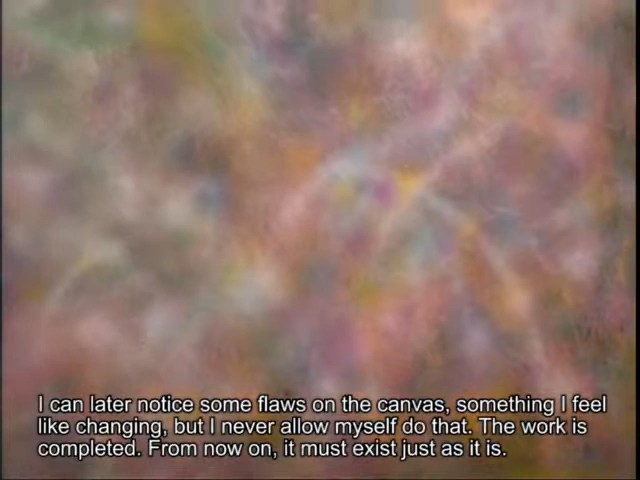 I can later notice some flaws on the canvas, something I feel
like changing, but I never allow myself do that. The work is
completed. From now on, it must exist just as it is.